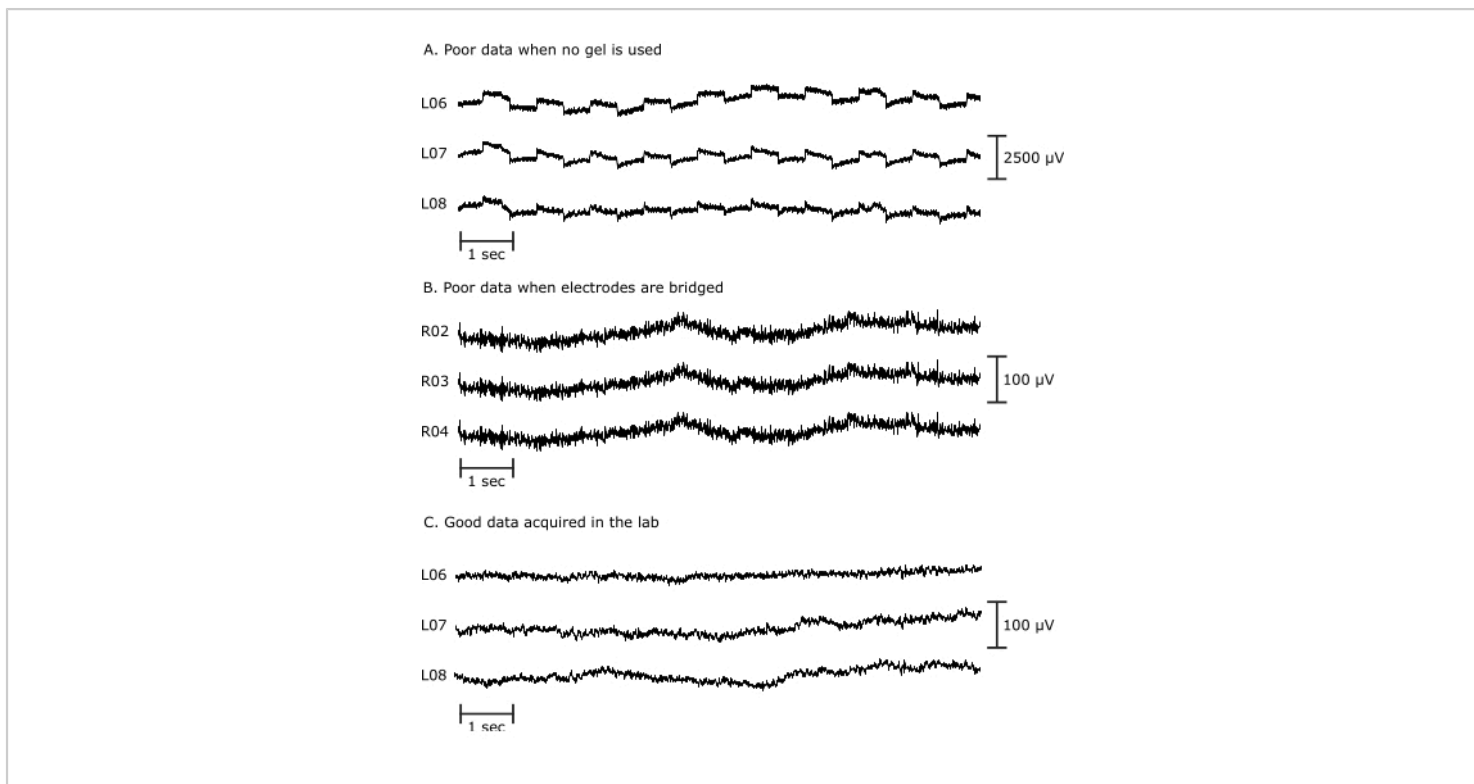 A. Poor data when no gel is used
L06
L07
2500 μV
L08
1 sec
B. Poor data when electrodes are bridged
R02
R03
100 μV
R04
1 sec
C. Good data acquired in the lab
L06
L07
100 μV
L08
1 sec